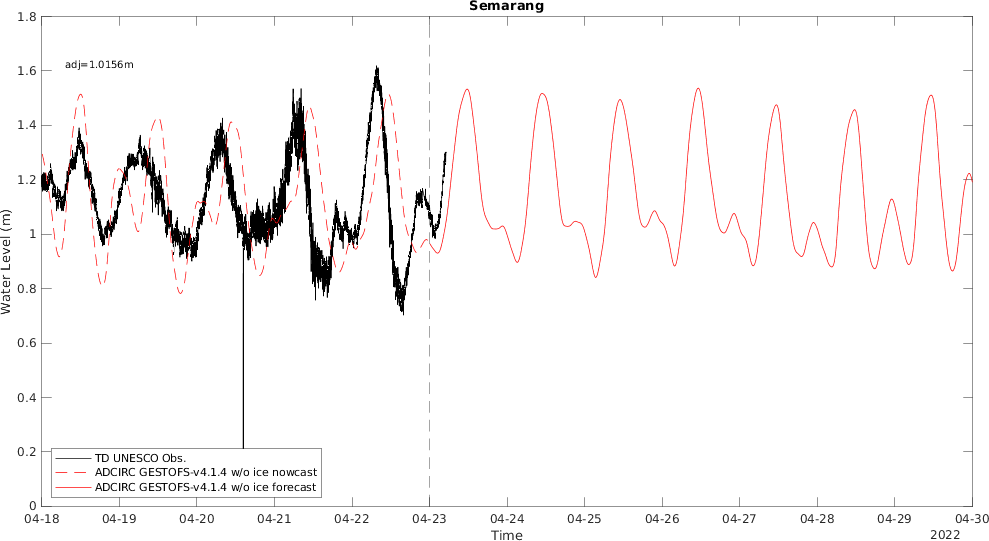 Semarang
1.8
1.6
1.4
1.2
1
0.8
0.6
0.4
0.2
0
Water Level (m)
adj=1.0156m
TD UNESCO Obs.
ADCIRC GESTOFS-v4.1.4 w/o ice nowcast
ADCIRC GESTOFS-v4.1.4 w/o ice forecast
04-18 04-19 04-20 04-21 04-22 04-23 04-24 04-25 04-26 04-27 04-28 04-29 04-30
Time
2022